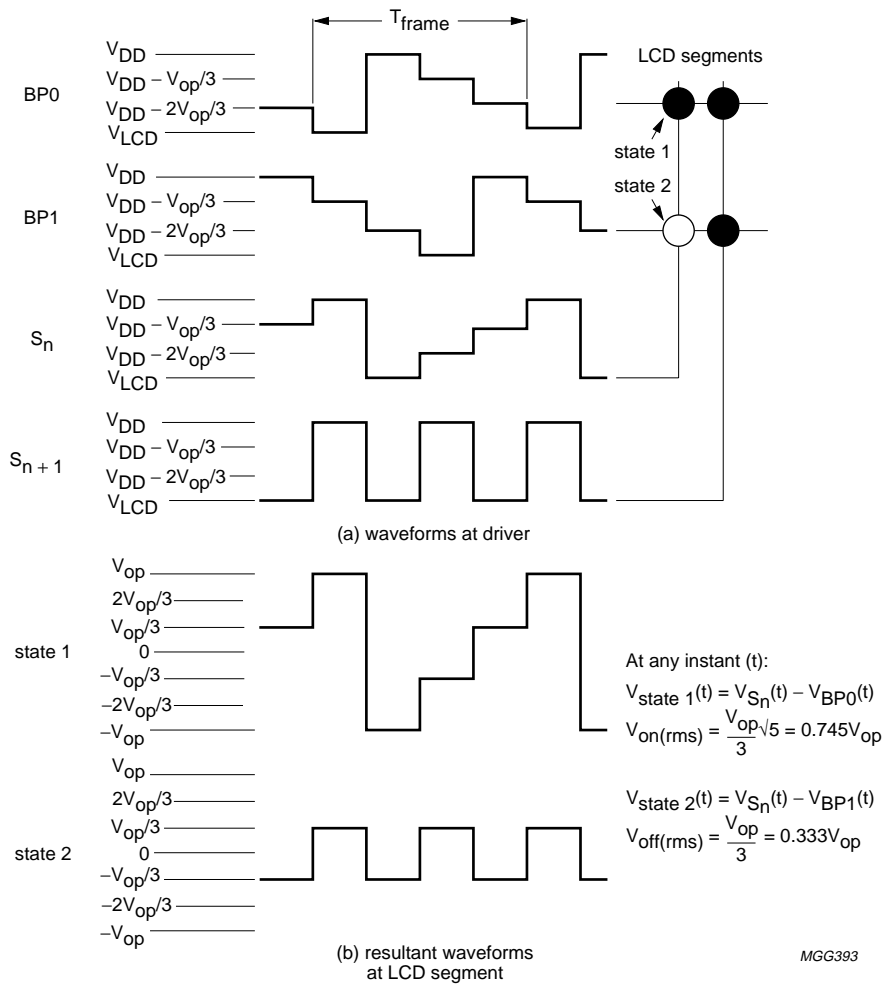 T_frame
V_DD
BP0
V_DD − V_op/3
V_DD − 2V_op/3
V_LCD
LCD segments
state 1
V_DD
BP1
V_DD − V_op/3
V_DD − 2V_op/3
V_LCD
state 2
V_DD
S_n
V_DD − V_op/3
V_DD − 2V_op/3
V_LCD
V_DD
S_n + 1
V_DD − V_op/3
V_DD − 2V_op/3
V_LCD
(a) waveforms at driver
V_op
2V_op/3
V_op/3
state 1
0
−V_op/3
−2V_op/3
−V_op
At any instant (t):
V_state 1(t) = V_Sn(t) − V_BP0(t)
V_on(rms) = V_op/3 √5 = 0.745V_op
V_op
2V_op/3
V_op/3
state 2
0
−V_op/3
−2V_op/3
−V_op
V_state 2(t) = V_Sn(t) − V_BP1(t)
V_off(rms) = V_op/3 = 0.333V_op
(b) resultant waveforms
at LCD segment
MGG393